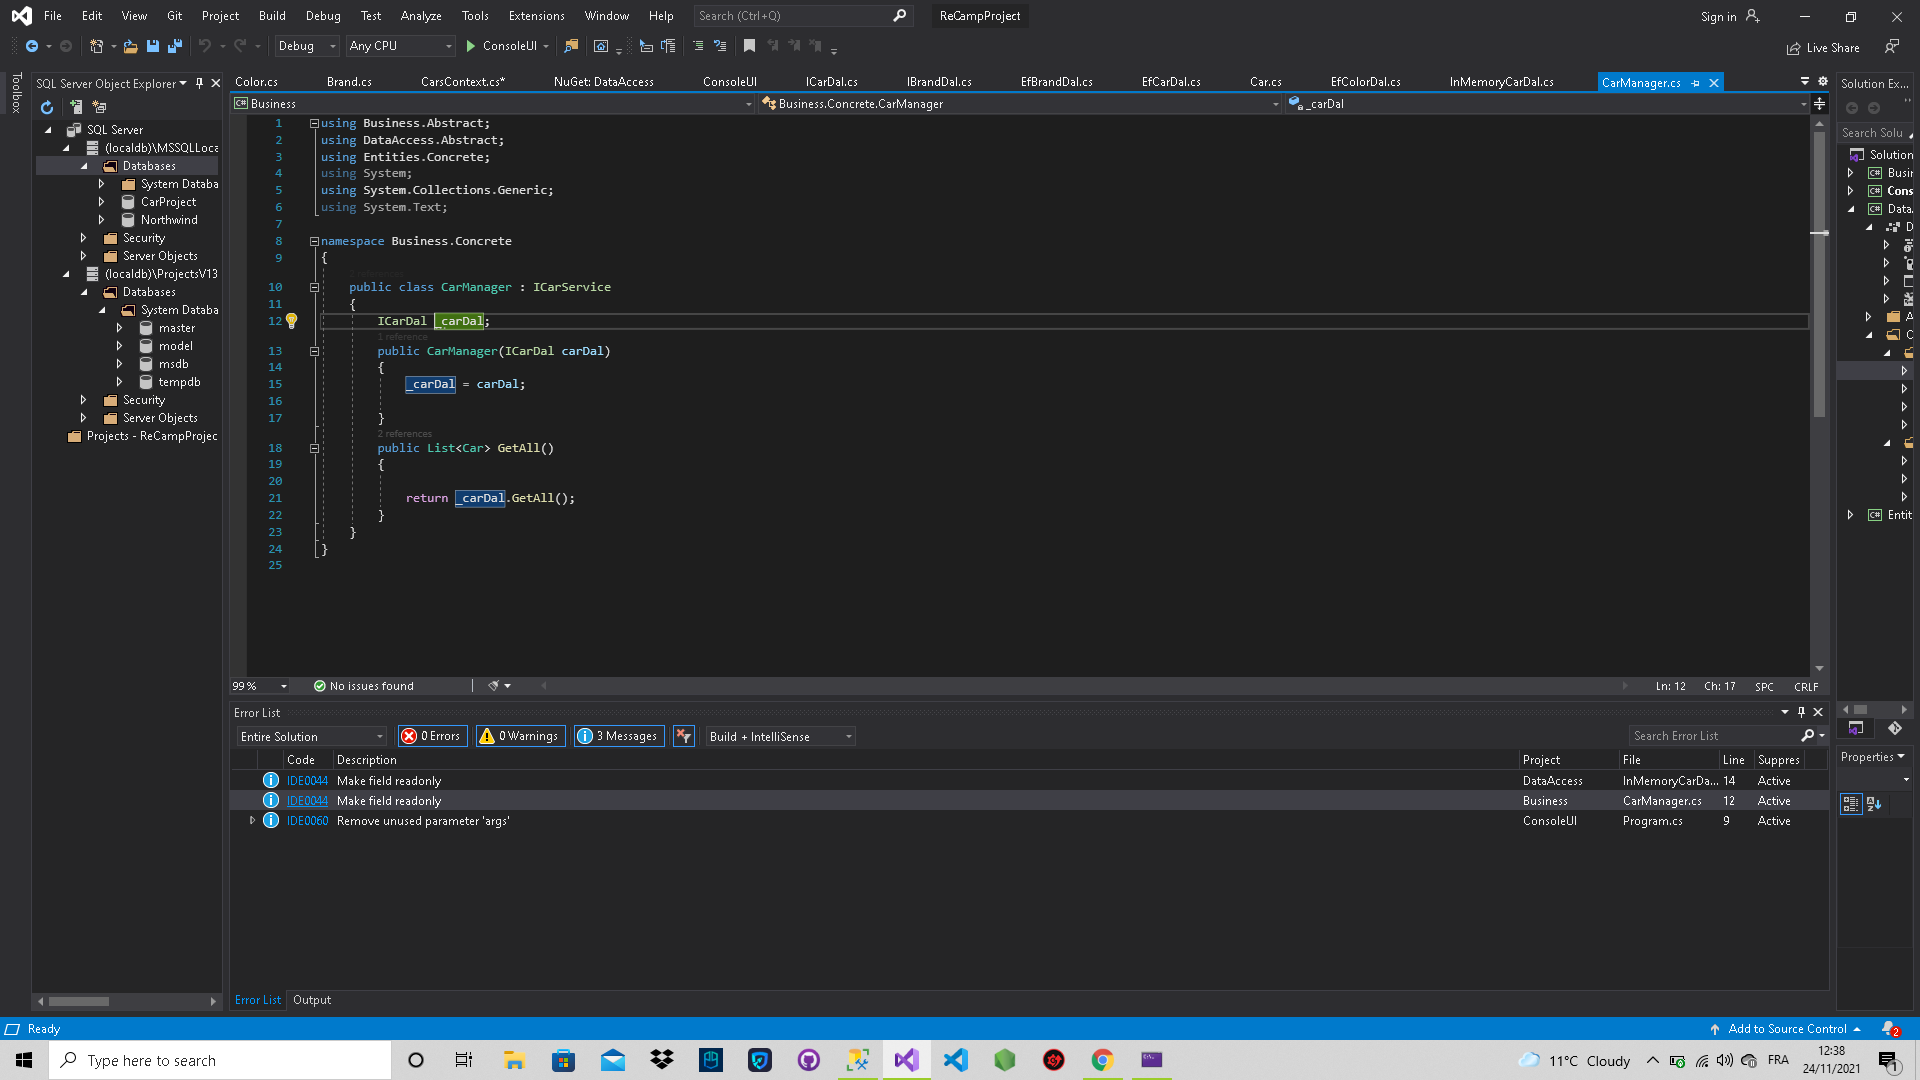 File Edit View Git Project Build Debug Test Analyze Tools Extensions Window Help Search (Ctrl+Q) ReCampProject Sign in
Debug Any CPU ConsoleUI Live Share
Toolbox
SQL Server Object Explorer
SQL Server
(localdb)\MSSQLLoca
Databases
System Databa
CarProject
Northwind
Security
Server Objects
(localdb)\ProjectsV13
Databases
System Databa
master
model
msdb
tempdb
Security
Server Objects
Projects - ReCampProjec
Color.cs Brand.cs CarsContext.cs* NuGet: DataAccess ConsoleUI ICarDal.cs IBrandDal.cs EfBrandDal.cs EfCarDal.cs Car.cs EfColorDal.cs InMemoryCarDal.cs CarManager.cs
Business Business.Concrete.CarManager _carDal
1 using Business.Abstract;
2 using DataAccess.Abstract;
3 using Entities.Concrete;
4 using System;
5 using System.Collections.Generic;
6 using System.Text;
7
8 namespace Business.Concrete
9 {
2 references
10 public class CarManager : ICarService
11 {
12 ICarDal _carDal;
1 reference
13 public CarManager(ICarDal carDal)
14 {
15 _carDal = carDal;
16
17 }
2 references
18 public List<Car> GetAll()
19 {
20
21 return _carDal.GetAll();
22 }
23 }
24 }
25
99 % No issues found Ln: 12 Ch: 17 SPC CRLF
Error List
Entire Solution 0 Errors 0 Warnings 3 Messages Build + IntelliSense Search Error List
Code Description Project File Line Suppres
IDE0044 Make field readonly DataAccess InMemoryCarDa... 14 Active
IDE0044 Make field readonly Business CarManager.cs 12 Active
IDE0060 Remove unused parameter 'args' ConsoleUI Program.cs 9 Active
Error List Output
Solution Ex...
Search Solu
Solution
Busin
Cons
Data.
D
A
C
Entit
Properties
Ready Add to Source Control 2
Type here to search 11°C Cloudy FRA 12:38
24/11/2021 1